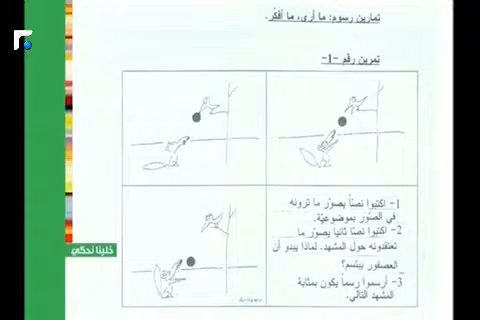 تمارين رسوم: ما أرى، ما أفكر.
تمرين رقم -1-
1- اكتبوا نصّاً يصوّر ما ترونه
في الصّور بموضوعيّة.
2- اكتبوا نصّاً ثانياً يصوّر ما
تعتقدونه حول المشهد. لماذا يبدو أن
العصفور يبتسم؟
3- أرسموا رسماً يكون بمثابة
المشهد التالي.
خلينا نحكي